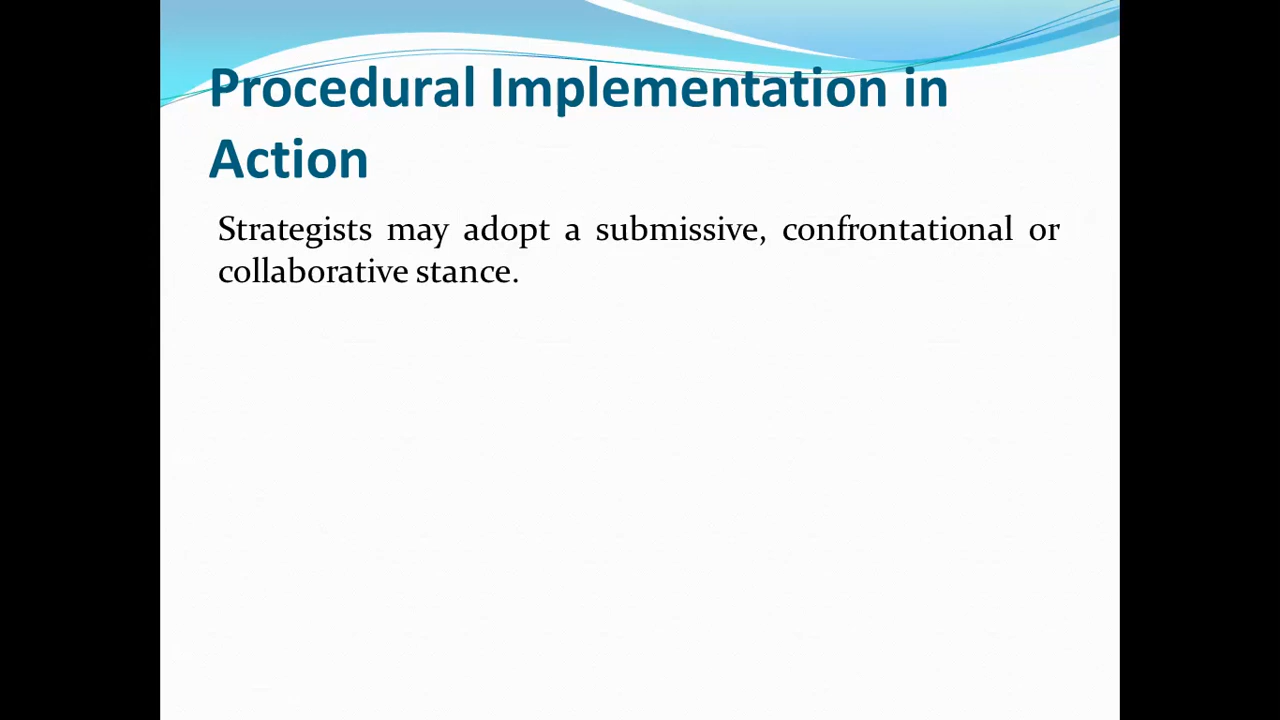 Procedural Implementation in
Action
Strategists may adopt a submissive, confrontational or
collaborative stance.